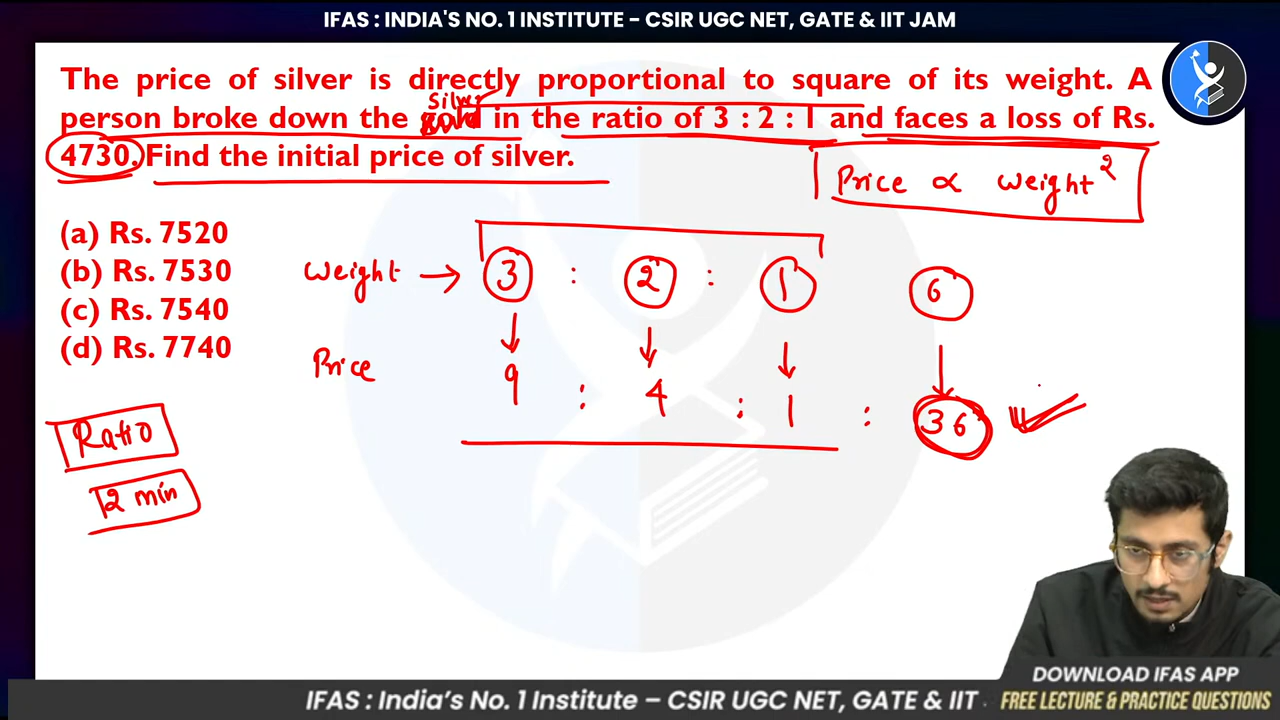 IFAS : INDIA'S NO. 1 INSTITUTE - CSIR UGC NET, GATE & IIT JAM
The price of silver is directly proportional to square of its weight. A
Silver
person broke down the gold in the ratio of 3 : 2 : 1 and faces a loss of Rs.
4730. Find the initial price of silver.
Price ∝ weight²
(a) Rs. 7520
(b) Rs. 7530
(c) Rs. 7540
(d) Rs. 7740
weight → 3 : 2 : 1 6
Price 9 : 4 : 1 : 36
Ratio
2 min
DOWNLOAD IFAS APP
IFAS : India's No. 1 Institute – CSIR UGC NET, GATE & IIT
FREE LECTURE & PRACTICE QUESTIONS